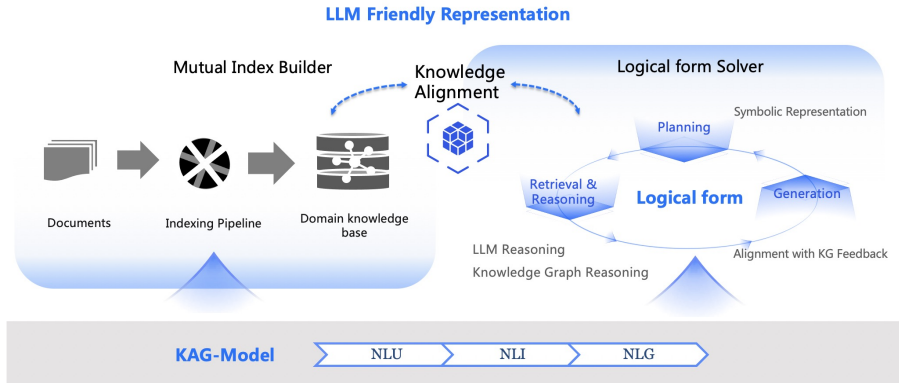 LLM Friendly Representation
Mutual Index Builder
Knowledge
Alignment
Logical form Solver
Documents
Indexing Pipeline
Domain knowledge
base
Symbolic Representation
Planning
Retrieval &
Reasoning
Logical form
Generation
LLM Reasoning
Knowledge Graph Reasoning
Alignment with KG Feedback
KAG-Model
NLU
NLI
NLG